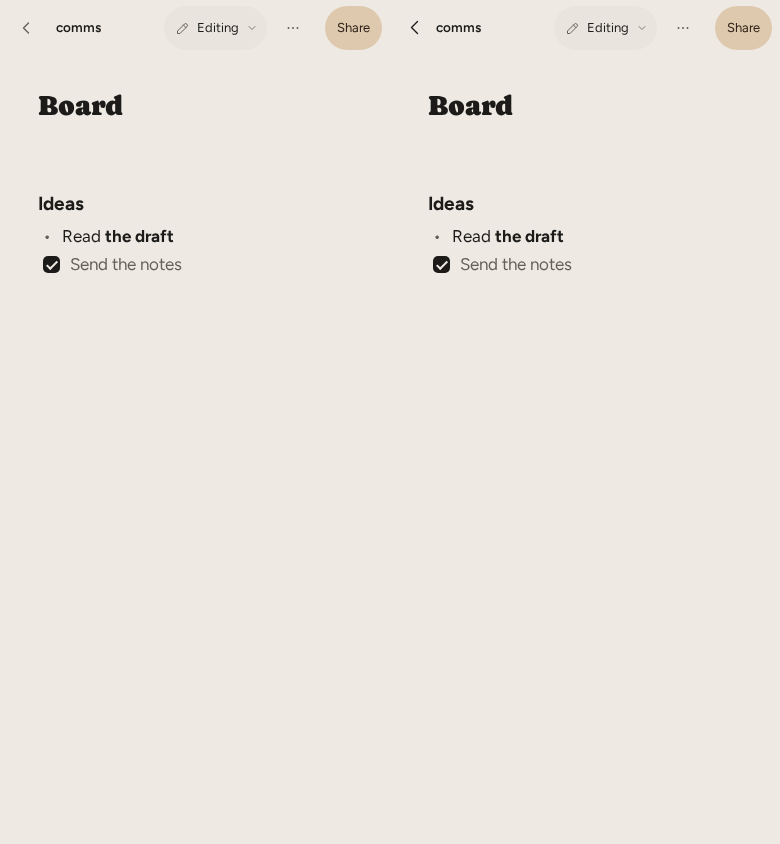 comms Editing Share
Board
Ideas
• Read the draft
Send the notes
comms Editing Share
Board
Ideas
• Read the draft
Send the notes